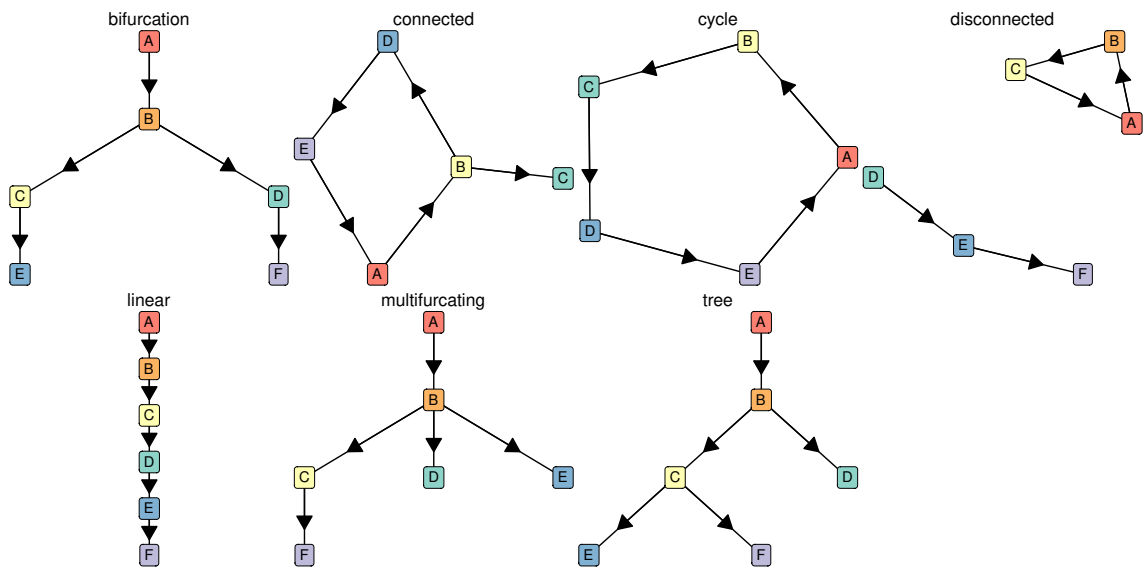 bifurcation
A
B
C
D
E
F
connected
D
E
B
C
A
cycle
B
C
A
D
E
disconnected
B
C
A
D
E
F
linear
A
B
C
D
E
F
multifurcating
A
B
C
D
E
F
tree
A
B
C
D
E
F